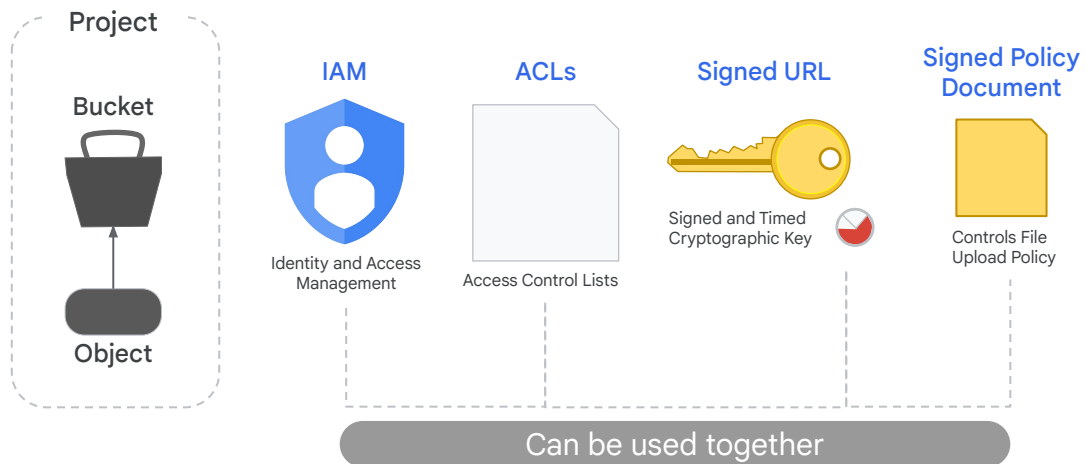 Project
Bucket
Object
IAM
Identity and Access
Management
ACLs
Access Control Lists
Signed URL
Signed and Timed
Cryptographic Key
Signed Policy
Document
Controls File
Upload Policy
Can be used together